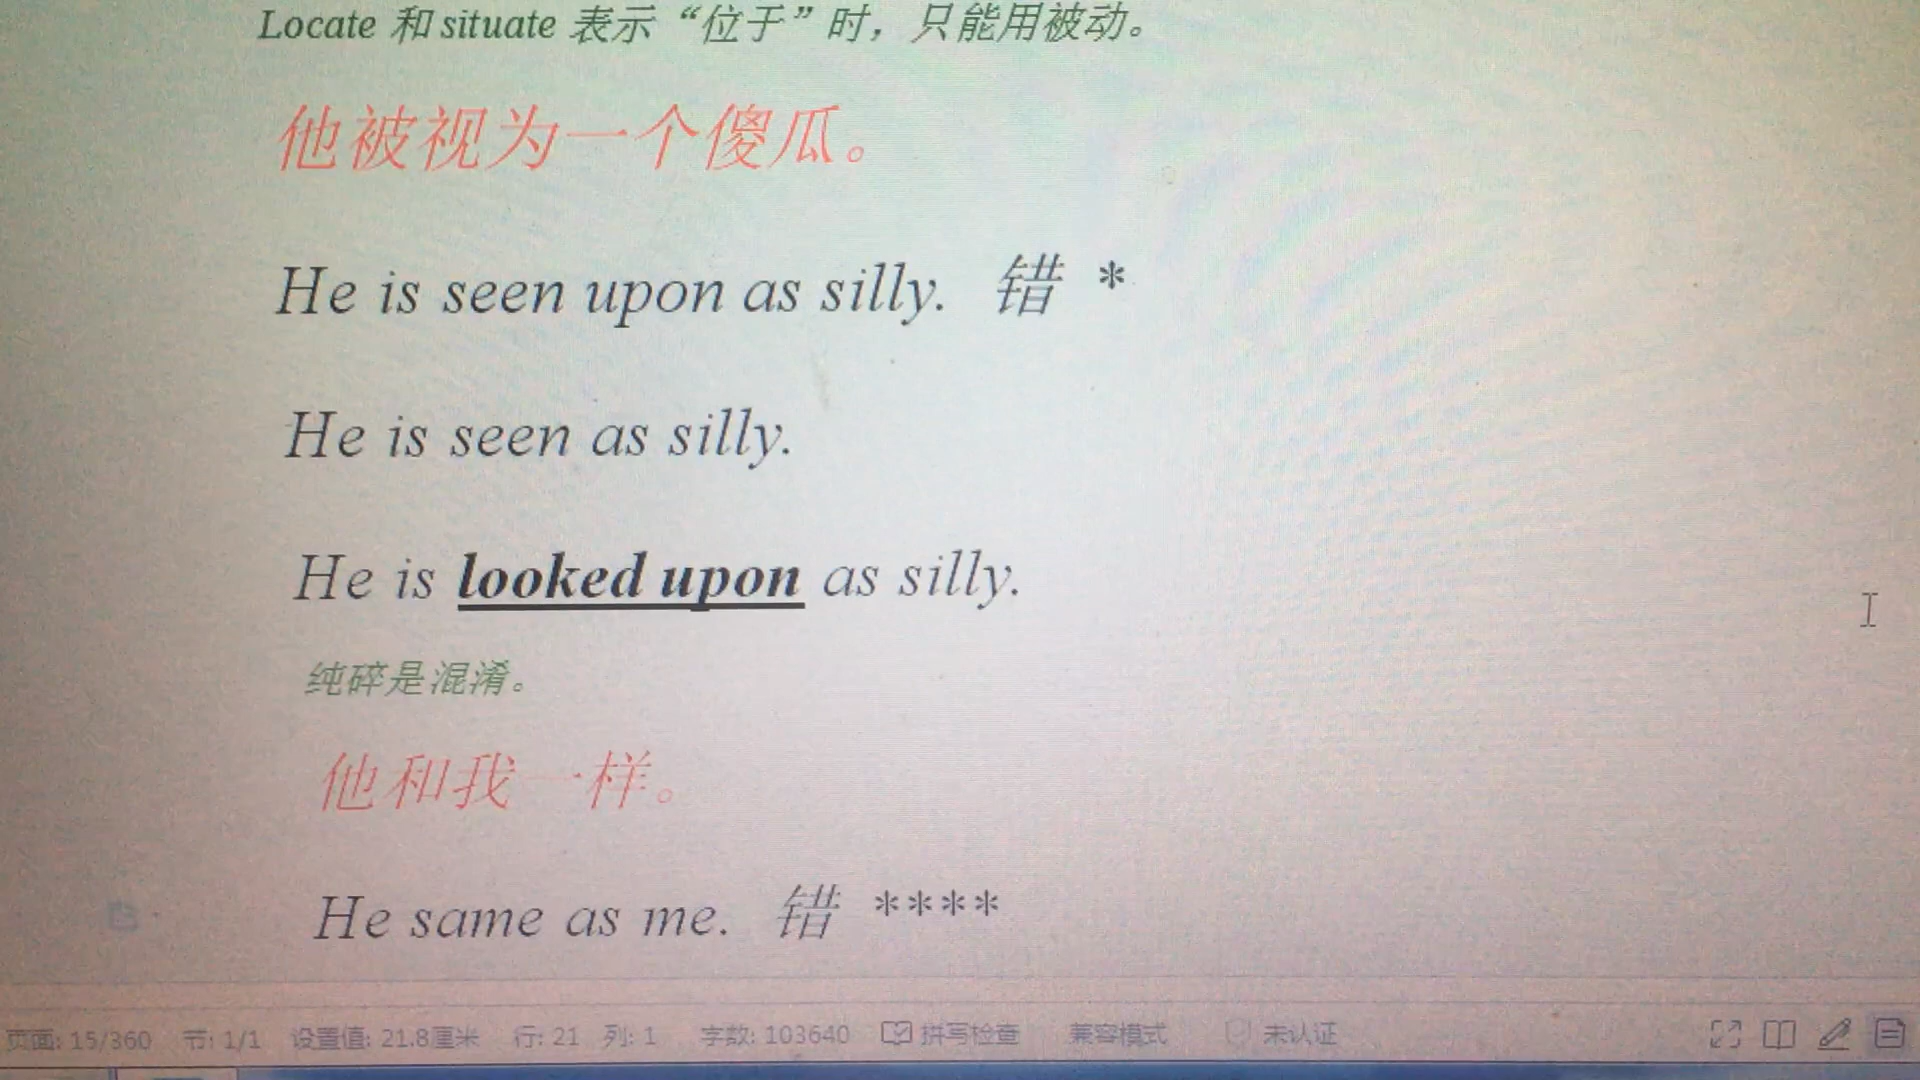 Locate 和 situate 表示“位于”时，只能用被动。
他被视为一个傻瓜。
He is seen upon as silly. 错 *
He is seen as silly.
He is looked upon as silly.
纯碎是混淆。
他和我一样。
He same as me. 错 ****
页面: 15/360 节: 1/1 设置值: 21.8厘米 行: 21 列: 1 字数: 103640 拼写检查 兼容模式 未认证